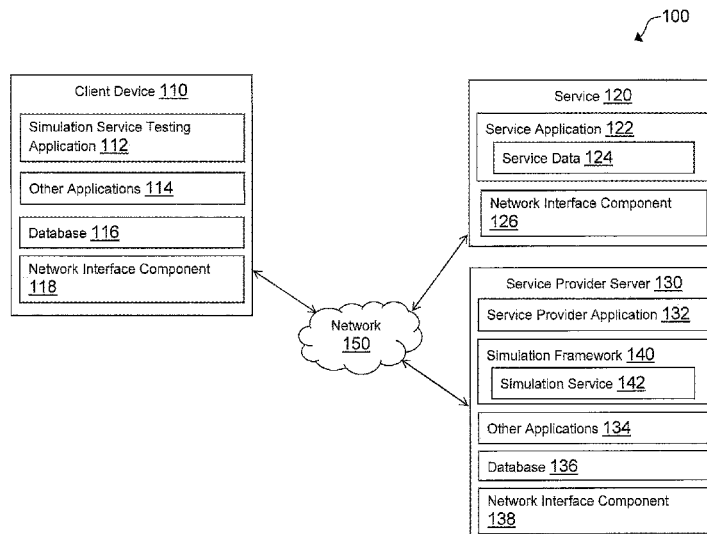 100
Client Device 110
Simulation Service Testing
Application 112
Other Applications 114
Database 116
Network Interface Component
118
Network
150
Service 120
Service Application 122
Service Data 124
Network Interface Component
126
Service Provider Server 130
Service Provider Application 132
Simulation Framework 140
Simulation Service 142
Other Applications 134
Database 136
Network Interface Component
138